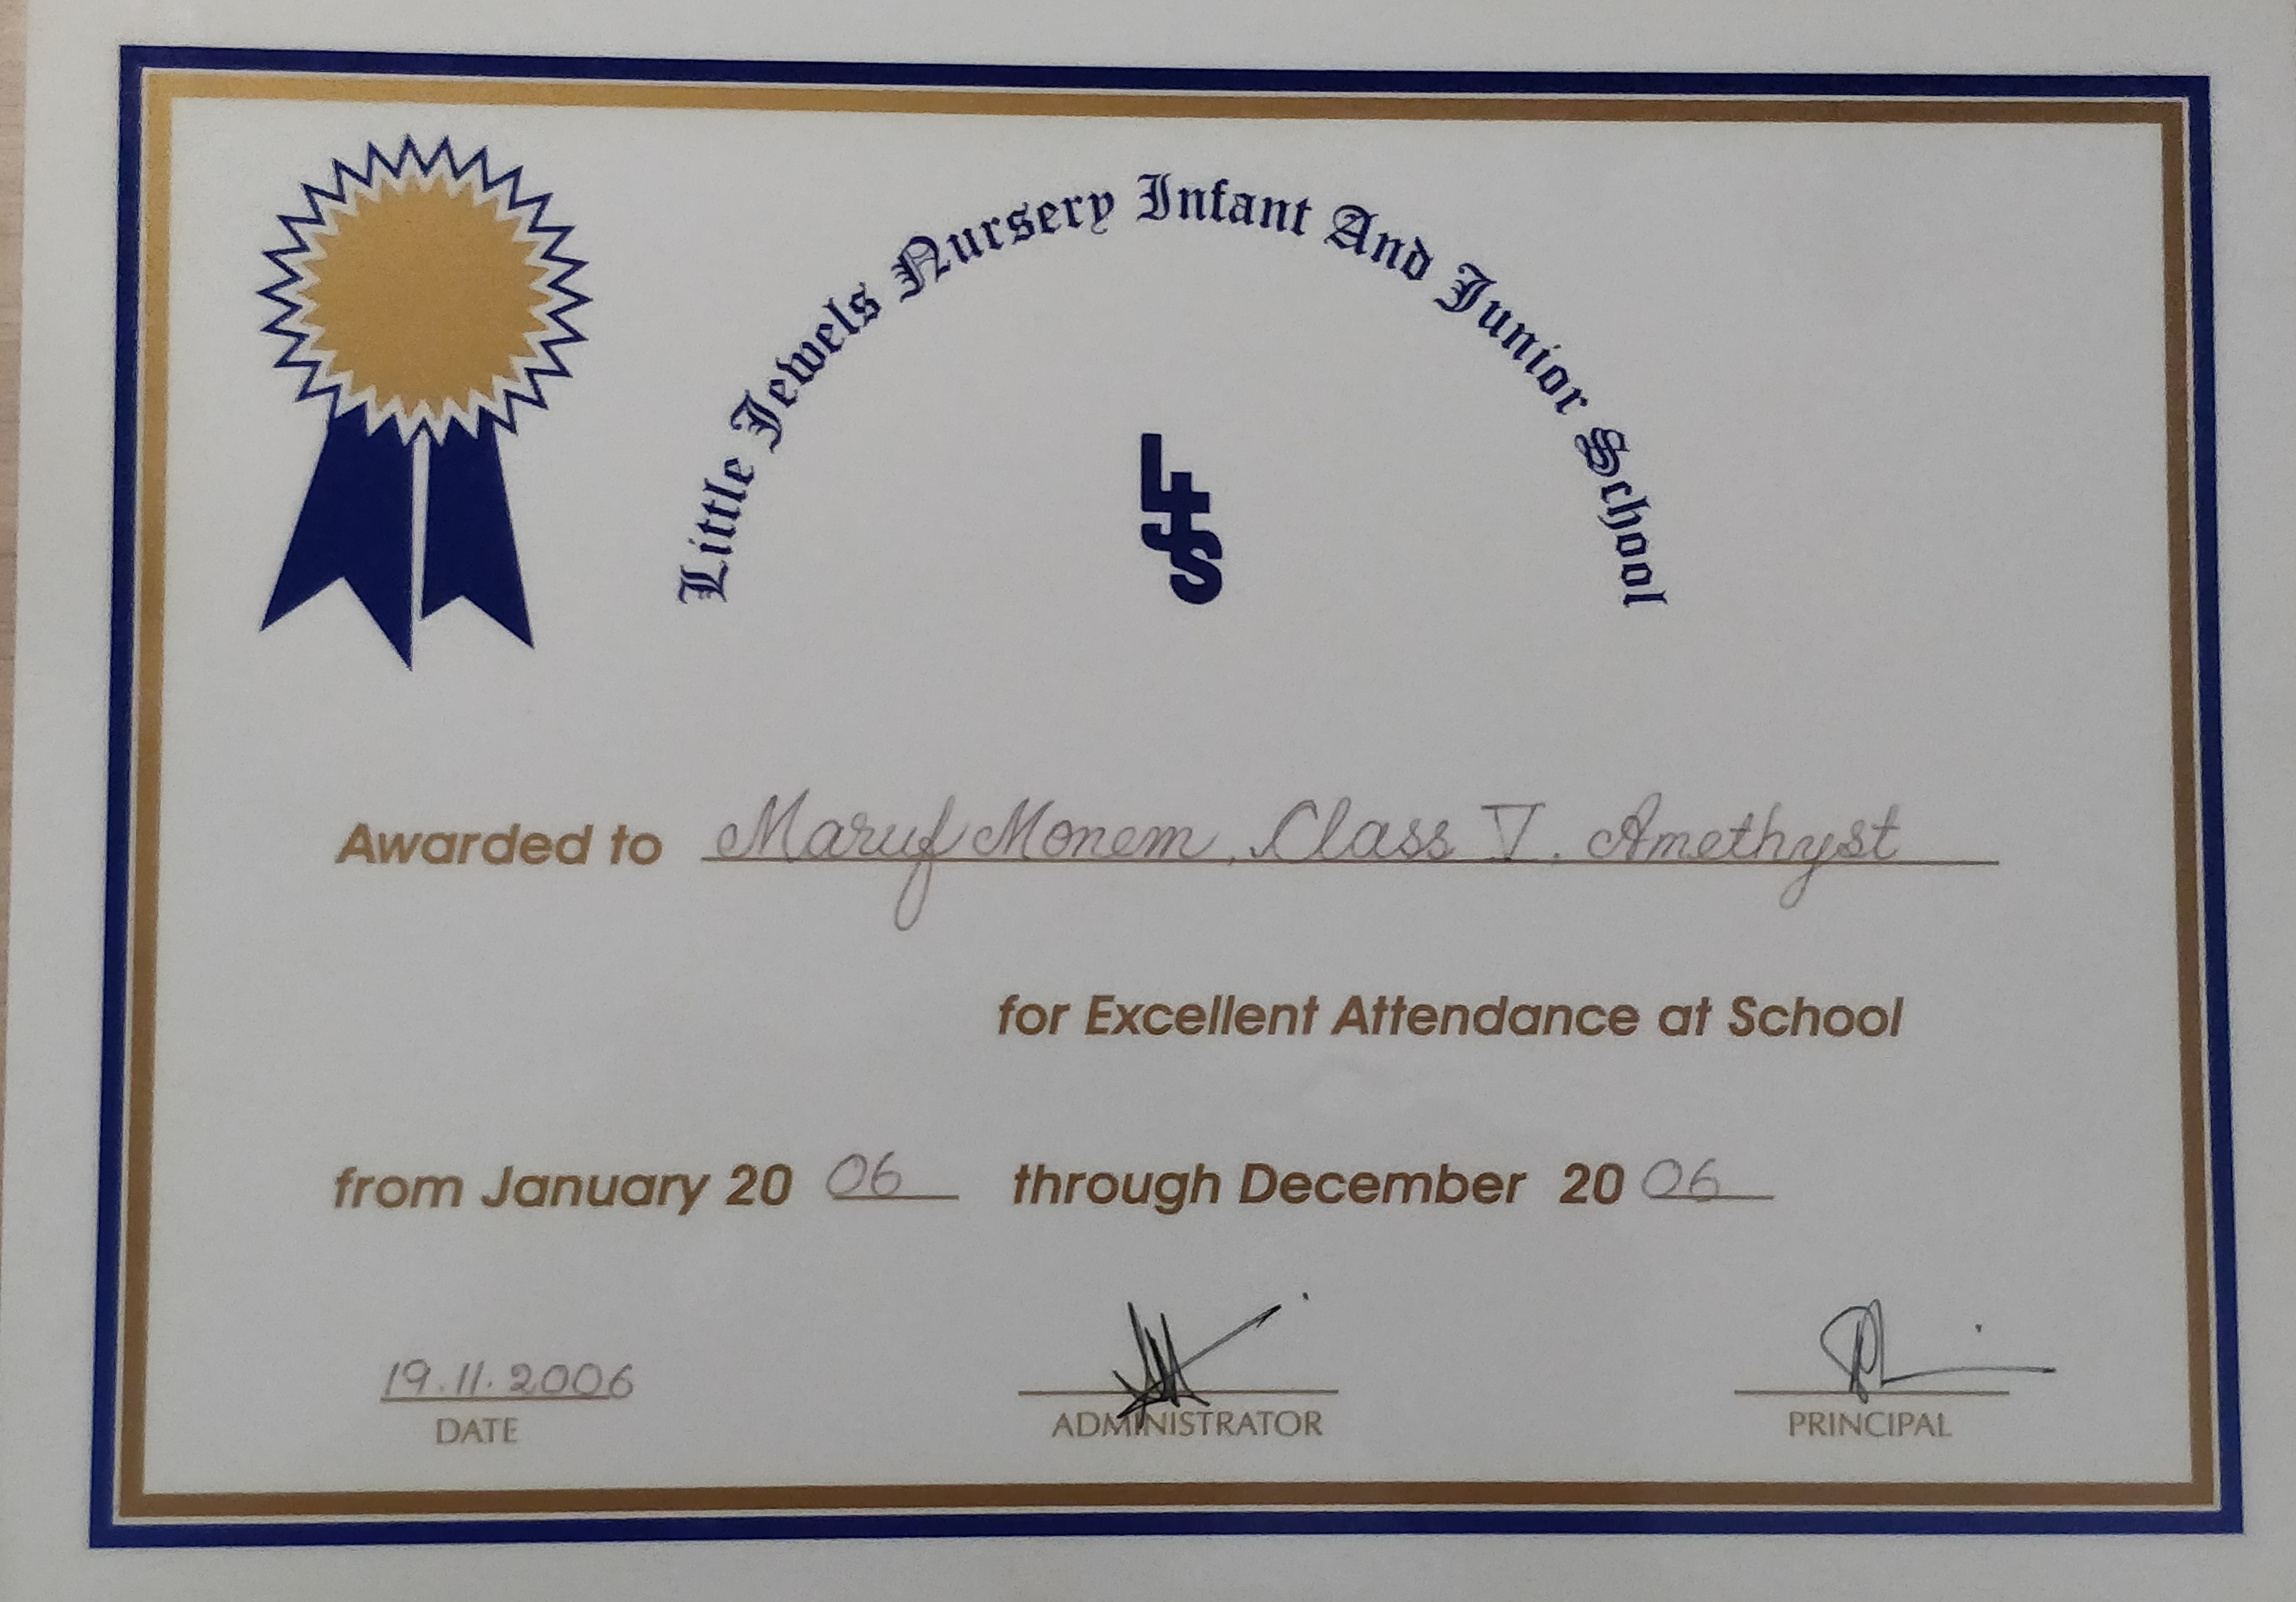 Little Jewels Nursery Infant And Junior School
LJS
Awarded to Maruf Monem, Class V. Amethyst
for Excellent Attendance at School
from January 20 06 through December 20 06
19.11.2006
DATE ADMINISTRATOR PRINCIPAL